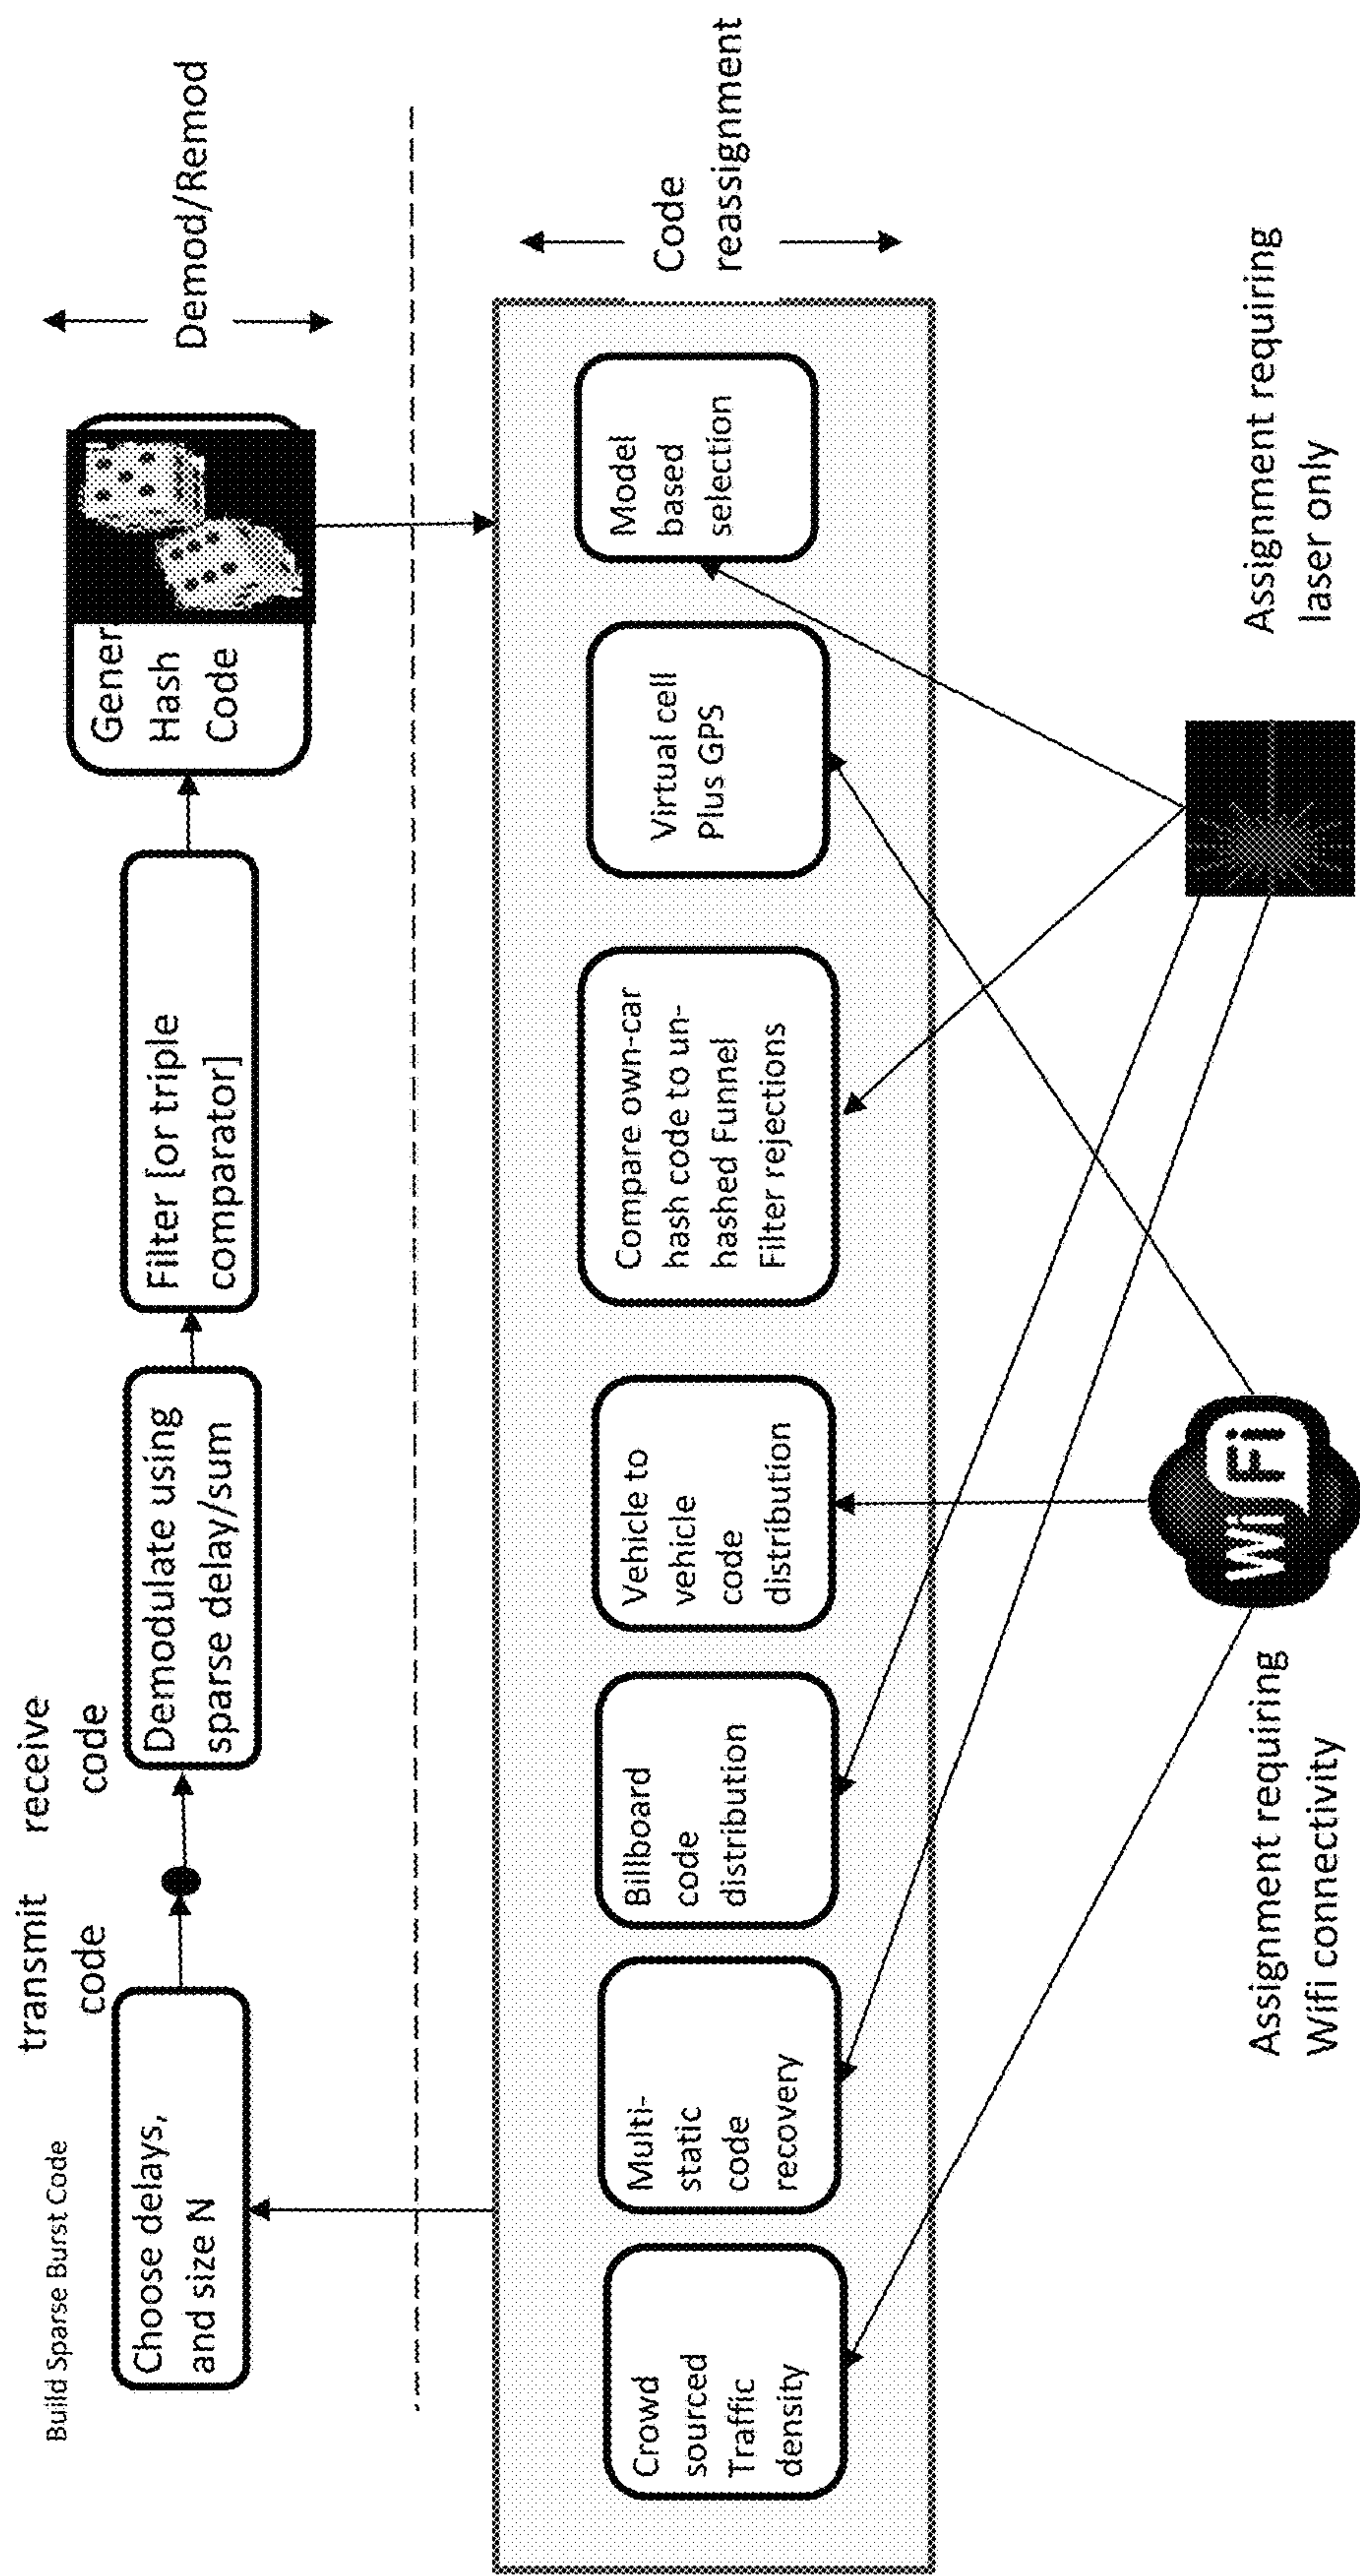 Build Sparse Burst Code
transmit
code
receive
code
Choose delays,
and size N
Demodulate using
sparse delay/sum
Filter [or triple
comparator]
Gener
Hash
Code
Demod/Remod
Crowd
sourced
Traffic
density
Multi-
static
code
recovery
Billboard
code
distribution
Vehicle to
vehicle
code
distribution
Compare own-car
hash code to un-
hashed Funnel
Filter rejections
Virtual cell
Plus GPS
Model
based
selection
Code
reassignment
Assignment requiring
Wifi connectivity
Wi Fi
Assignment requiring
laser only